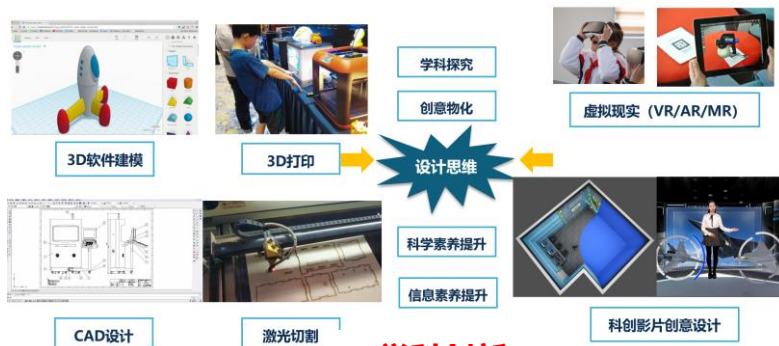 学科探究
创意物化
虚拟现实（VR/AR/MR）
3D软件建模
3D打印
设计思维
科学素养提升
信息素养提升
CAD设计
激光切割
科创影片创意设计